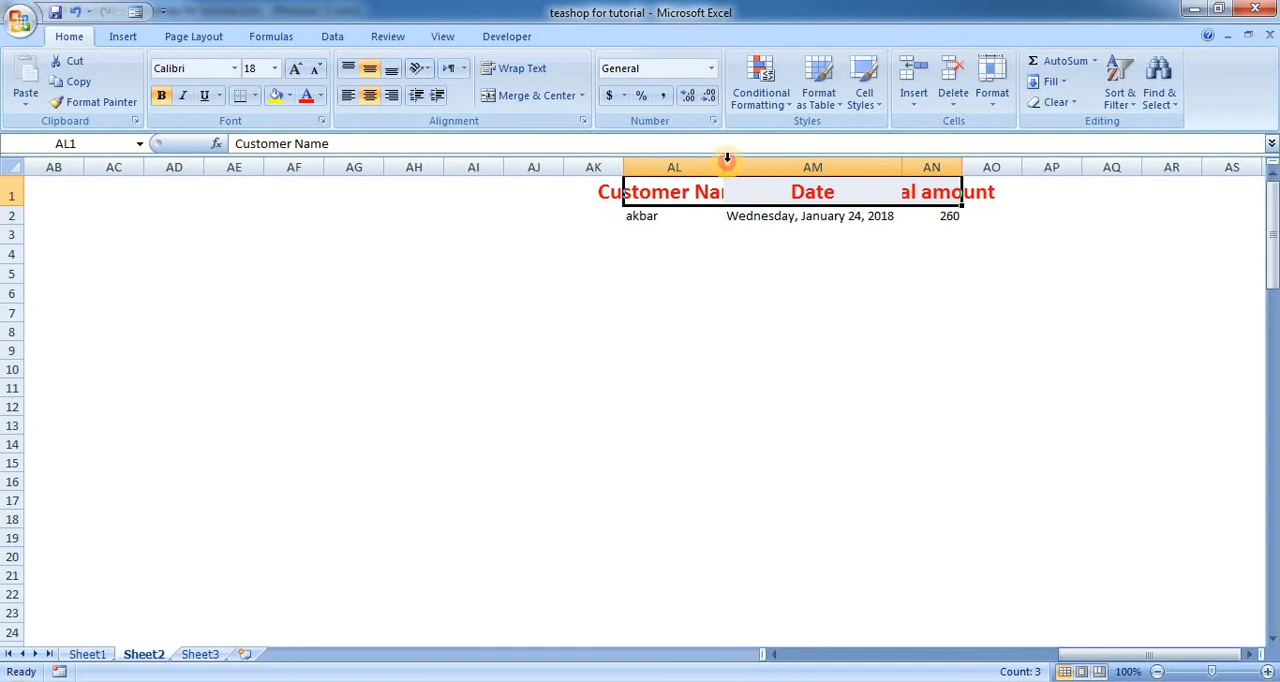 teashop for tutorial - Microsoft Excel
Home Insert Page Layout Formulas Data Review View Developer
Paste
Cut
Copy
Format Painter
Clipboard
Calibri 18
B I U
Font
Wrap Text
Merge & Center
Alignment
General
$ % ,
Number
Conditional Formatting
Format as Table
Cell Styles
Styles
Insert Delete Format
Cells
Σ AutoSum
Fill
Clear
Sort & Filter
Find & Select
Editing
AL1 fx Customer Name
AB AC AD AE AF AG AH AI AJ AK AL AM AN AO AP AQ AR AS
1 Customer Nar Date al amount
2 akbar Wednesday, January 24, 2018 260
3
4
5
6
7
8
9
10
11
12
13
14
15
16
17
18
19
20
21
22
23
24
Sheet1 Sheet2 Sheet3
Ready Count: 3 100%